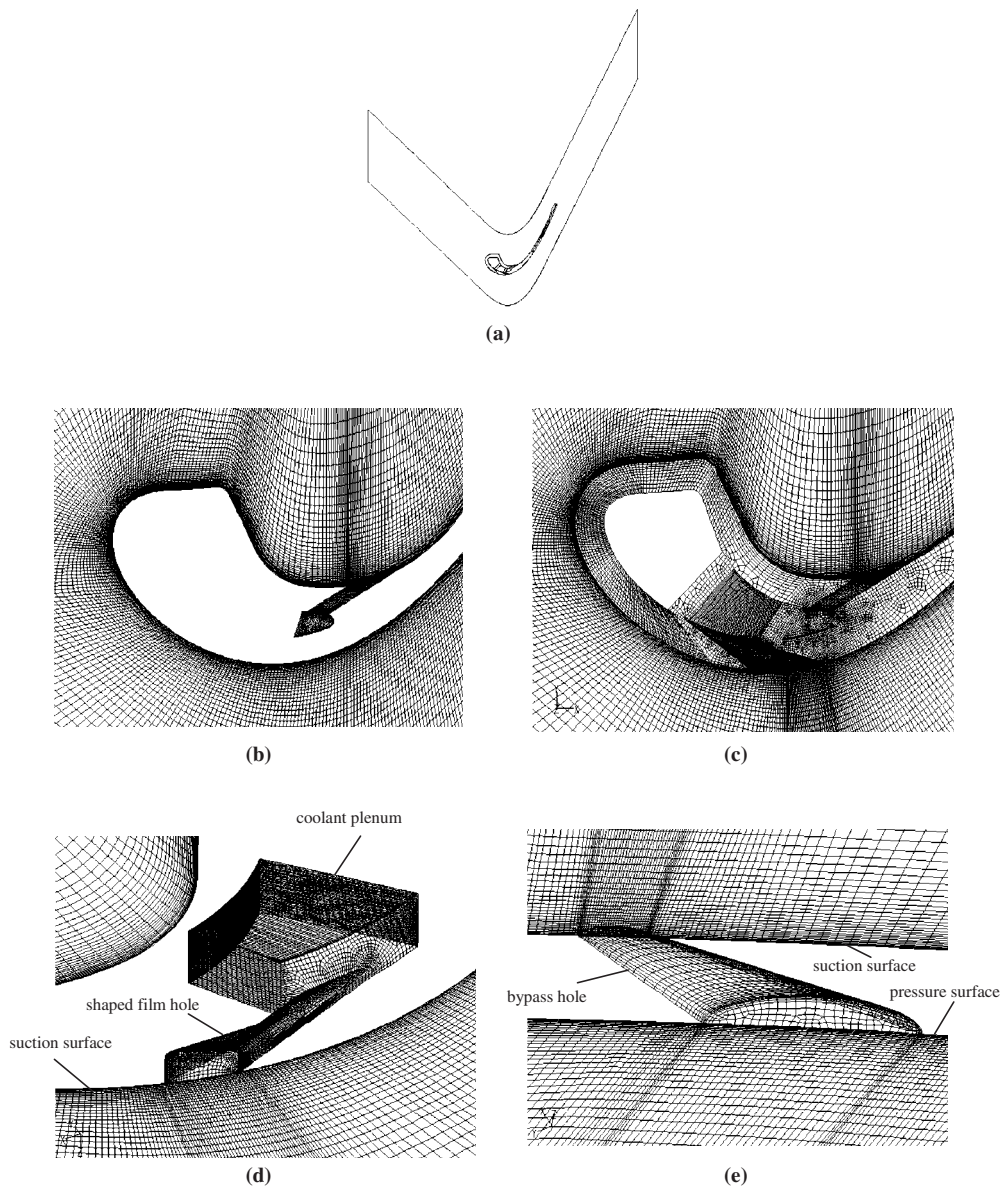 (a)
(b)
(c)
coolant plenum
shaped film hole
suction surface
(d)
suction surface
bypass hole
pressure surface
(e)